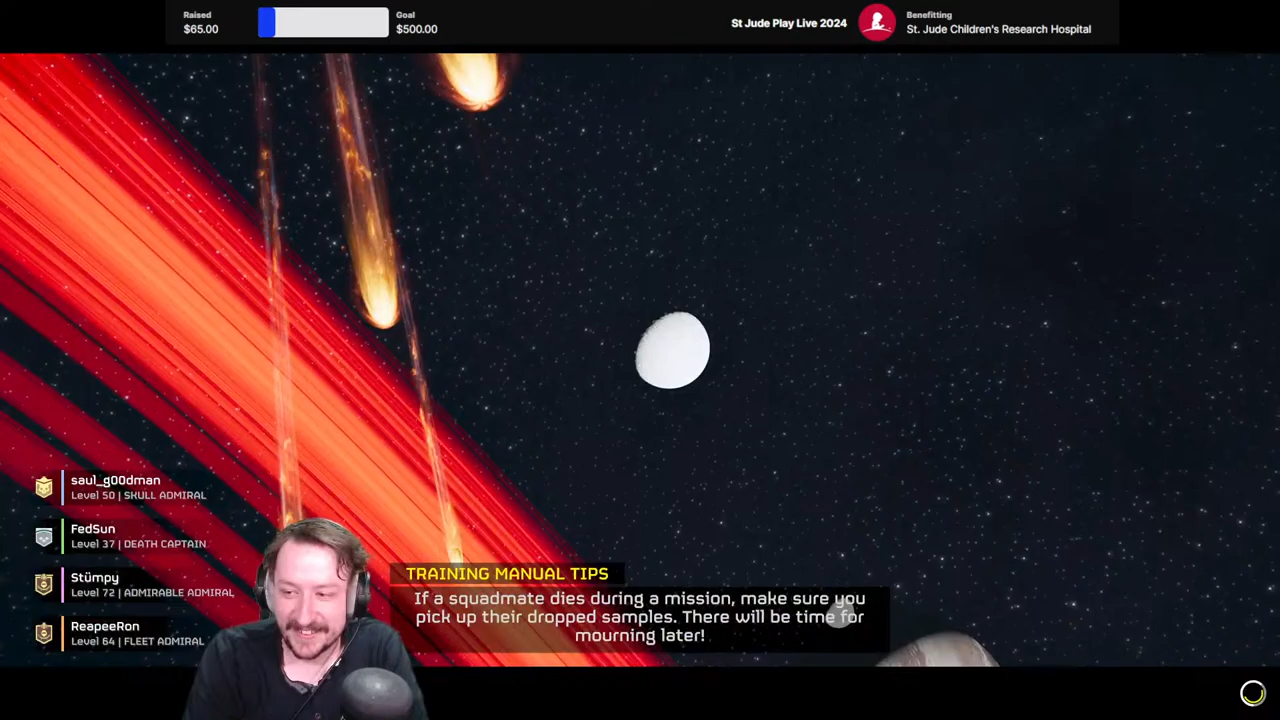 Raised
$65.00
Goal
$500.00
St Jude Play Live 2024
Benefitting
St. Jude Children's Research Hospital
saul_g00dman
Level 50 | SKULL ADMIRAL
FedSun
Level 37 | DEATH CAPTAIN
Stümpy
Level 72 | ADMIRABLE ADMIRAL
ReapeeRon
Level 64 | FLEET ADMIRAL
TRAINING MANUAL TIPS
If a squadmate dies during a mission, make sure you
pick up their dropped samples. There will be time for
mourning later!